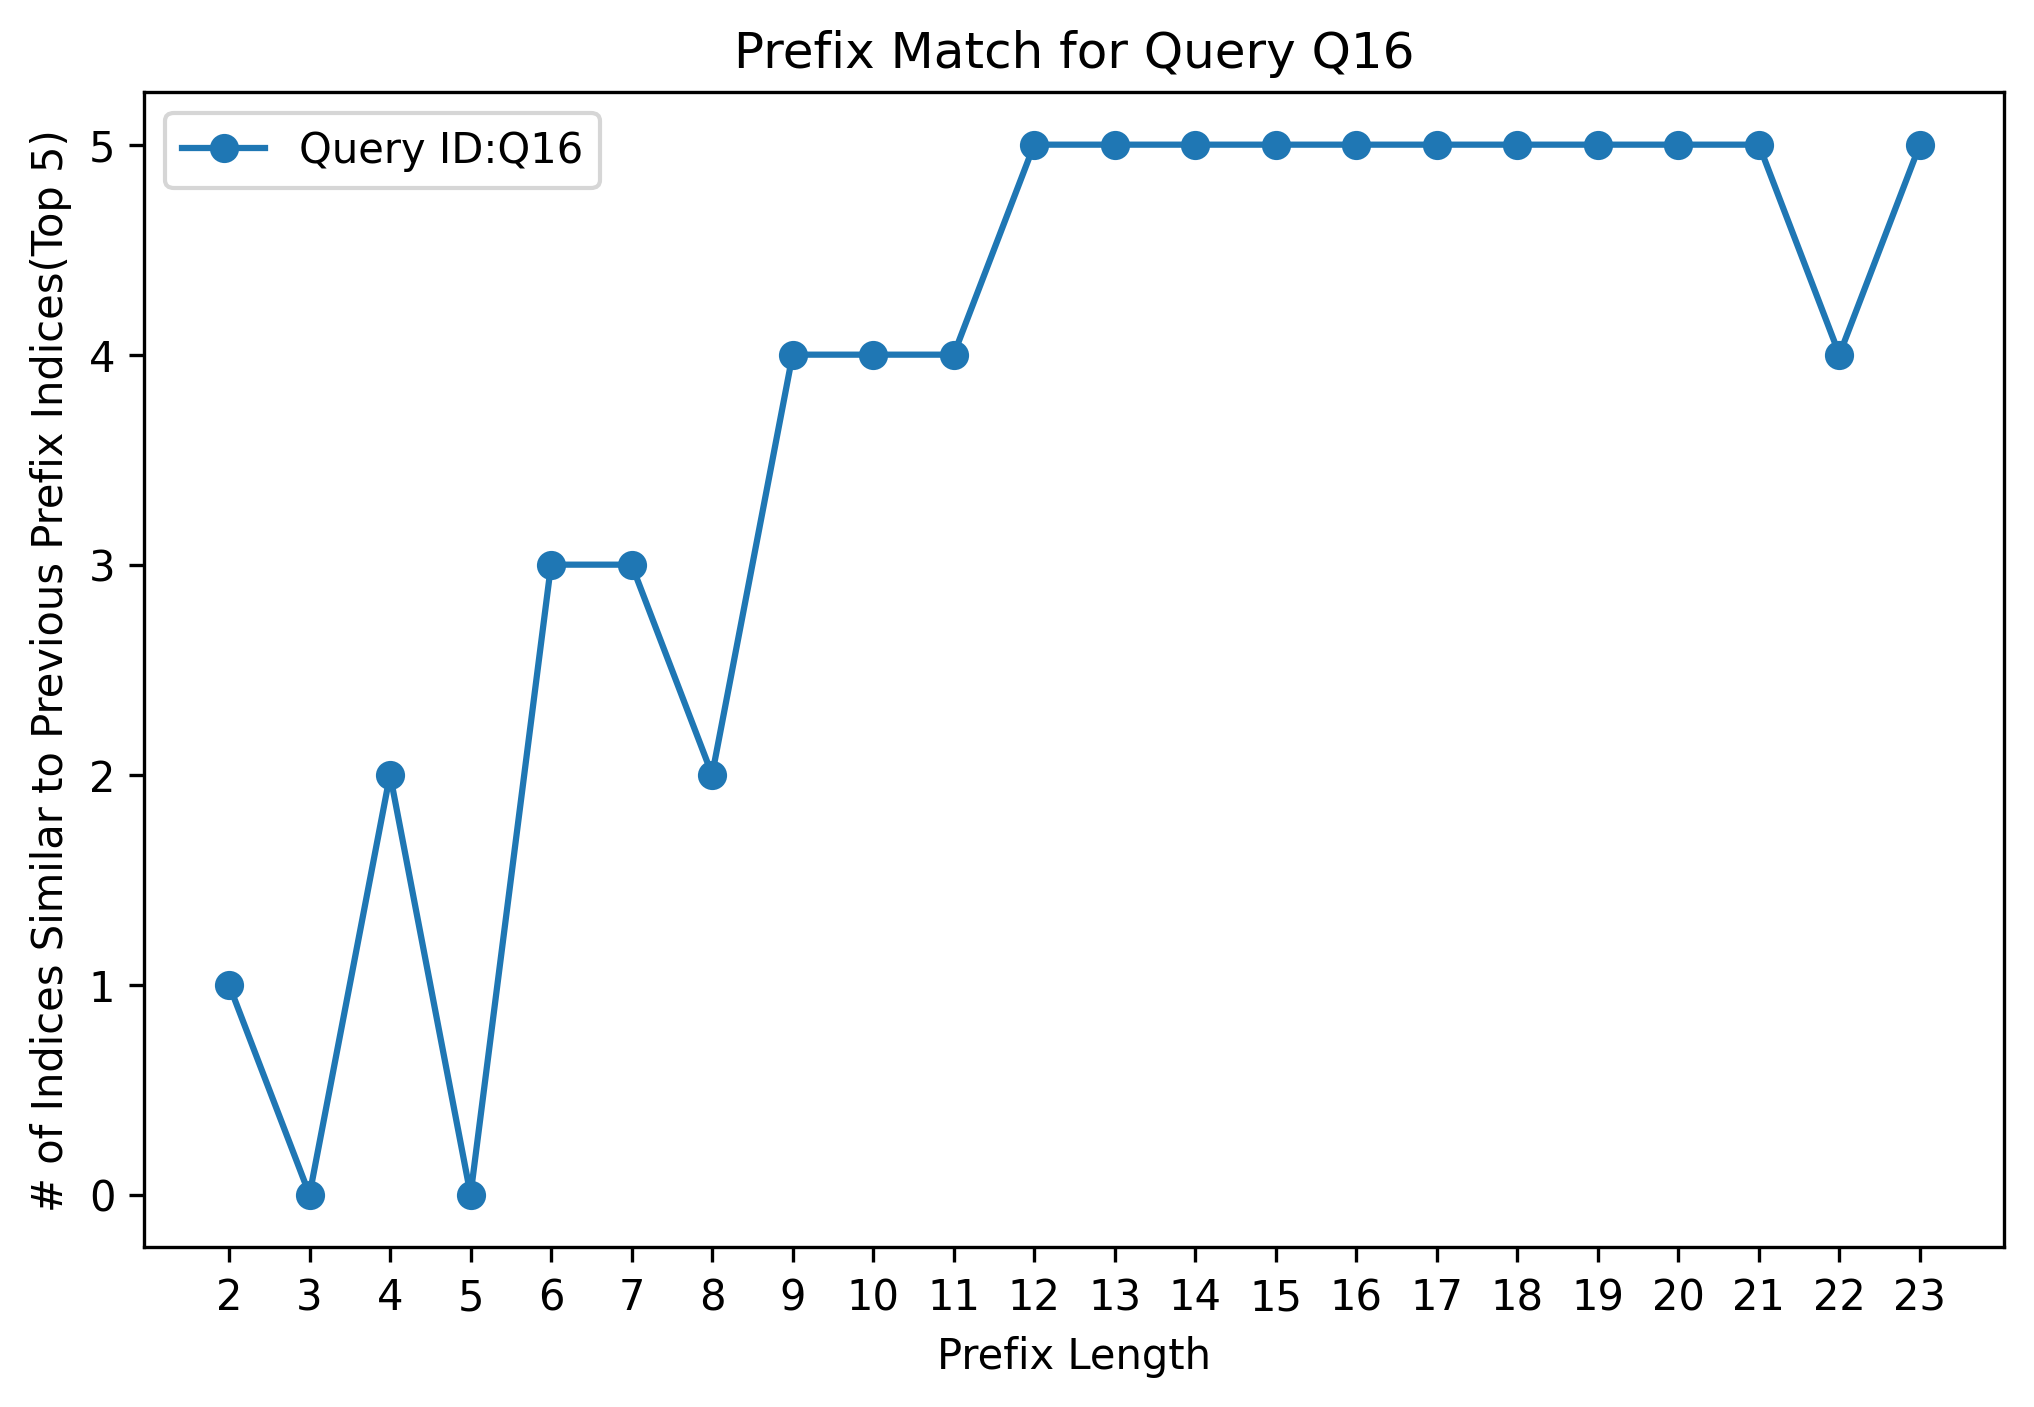 Prefix Match for Query Q16
Query ID:Q16
# of Indices Similar to Previous Prefix Indices(Top 5)
5
4
3
2
1
0
2 3 4 5 6 7 8 9 10 11 12 13 14 15 16 17 18 19 20 21 22 23
Prefix Length